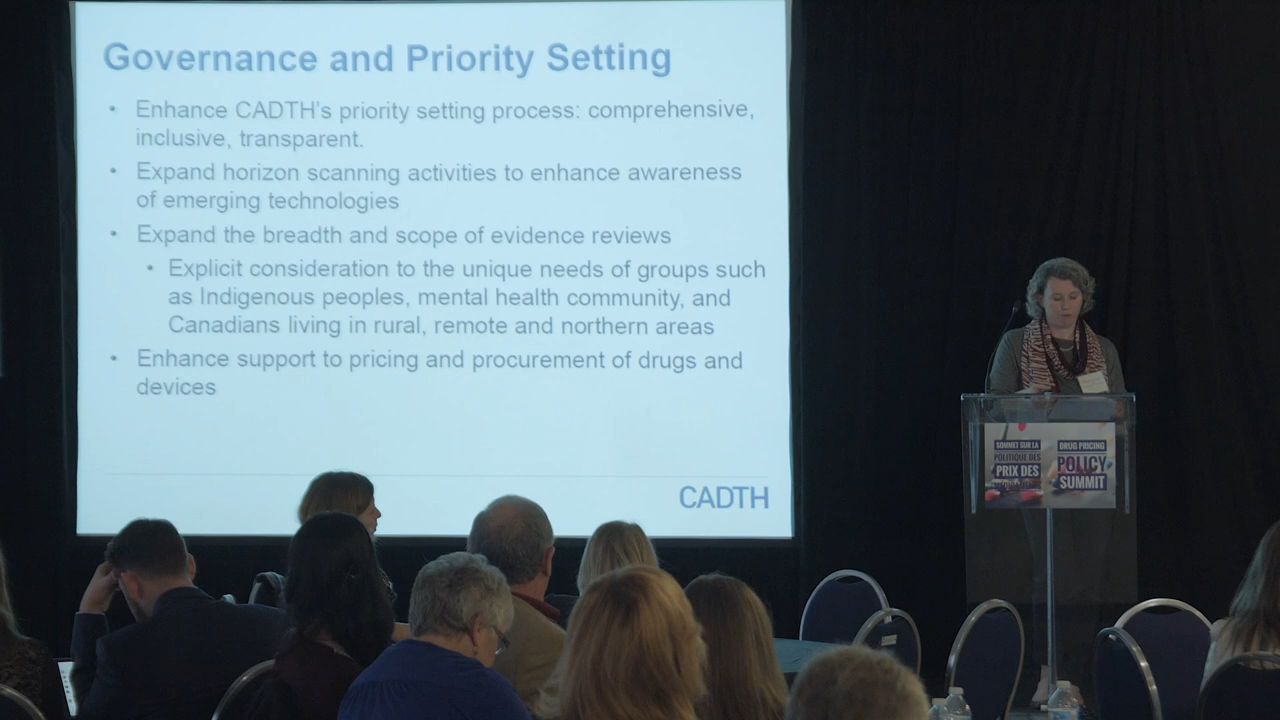 Governance and Priority Setting
• Enhance CADTH's priority setting process: comprehensive,
inclusive, transparent.
• Expand horizon scanning activities to enhance awareness
of emerging technologies
• Expand the breadth and scope of evidence reviews
• Explicit consideration to the unique needs of groups such
as Indigenous peoples, mental health community, and
Canadians living in rural, remote and northern areas
• Enhance support to pricing and procurement of drugs and
devices
CADTH
SOMMET SUR LA
POLITIQUE DES
PRIX DES
DRUG PRICING
POLICY
SUMMIT